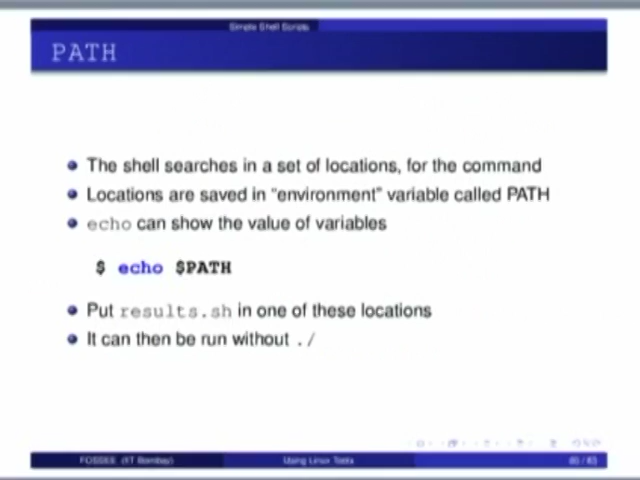 Simple Shell Scripts
PATH
The shell searches in a set of locations, for the command
Locations are saved in "environment" variable called PATH
echo can show the value of variables
$ echo $PATH
Put results.sh in one of these locations
It can then be run without ./
FOSSEE (IIT Bombay)
Using Linux Tools